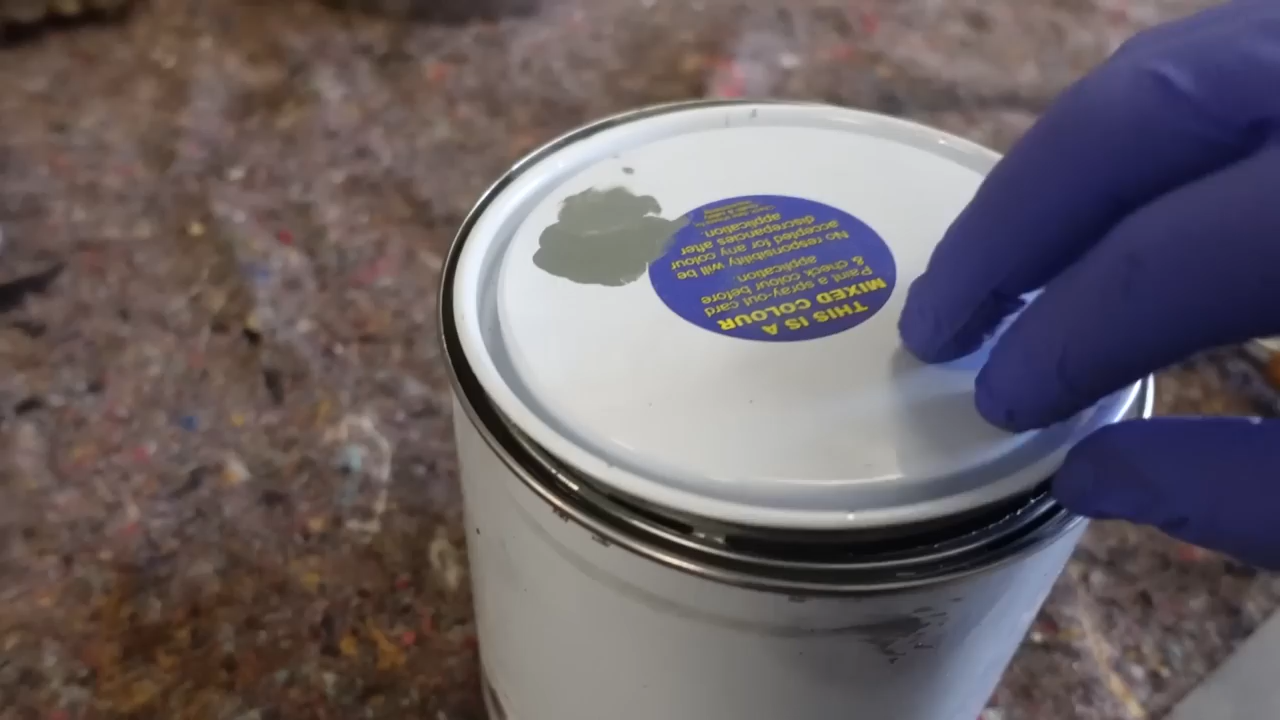 THIS IS A
MIXED COLOUR
Paint a spray-out card
& check colour before
application.
No responsibility will be
accepted for any colour
discrepancies after
application.